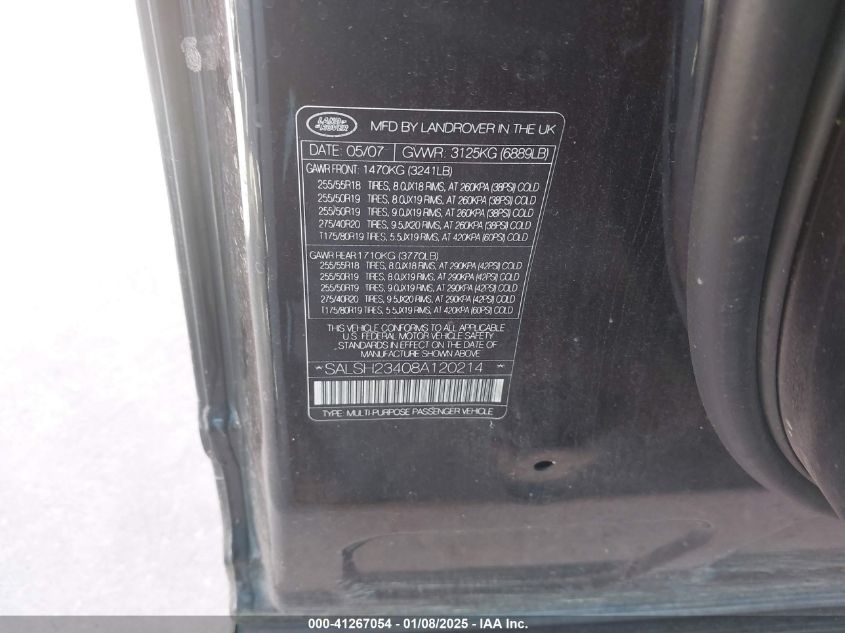 LAND ROVER
MFD BY LANDROVER IN THE UK
DATE: 05/07 GVWR: 3125KG (6889LB)
GAWR FRONT: 1470KG (3241LB)
255/55R18 TIRES, 8.0JX18 RIMS, AT 260KPA (38PSI) COLD
255/50R19 TIRES, 8.0JX19 RIMS, AT 260KPA (38PSI) COLD
255/50R19 TIRES, 9.0JX19 RIMS, AT 260KPA (38PSI) COLD
275/40R20 TIRES, 9.5JX20 RIMS, AT 260KPA (38PSI) COLD
T175/80R19 TIRES, 5.5JX19 RIMS, AT 420KPA (60PSI) COLD
GAWR REAR 1710KG (3770LB)
255/55R18 TIRES, 8.0JX18 RIMS, AT 290KPA (42PSI) COLD
255/50R19 TIRES, 8.0JX19 RIMS, AT 290KPA (42PSI) COLD
255/50R19 TIRES, 9.0JX19 RIMS, AT 290KPA (42PSI) COLD
275/40R20 TIRES, 9.5JX20 RIMS, AT 290KPA (42PSI) COLD
T175/80R19 TIRES, 5.5JX19 RIMS, AT 420KPA (60PSI) COLD
THIS VEHICLE CONFORMS TO ALL APPLICABLE
U.S. FEDERAL MOTOR VEHICLE SAFETY
STANDARDS IN EFFECT ON THE DATE OF
MANUFACTURE SHOWN ABOVE
*SALSH23408A120214*
TYPE: MULTI-PURPOSE PASSENGER VEHICLE
000-41267054 - 01/08/2025 - IAAI.COM